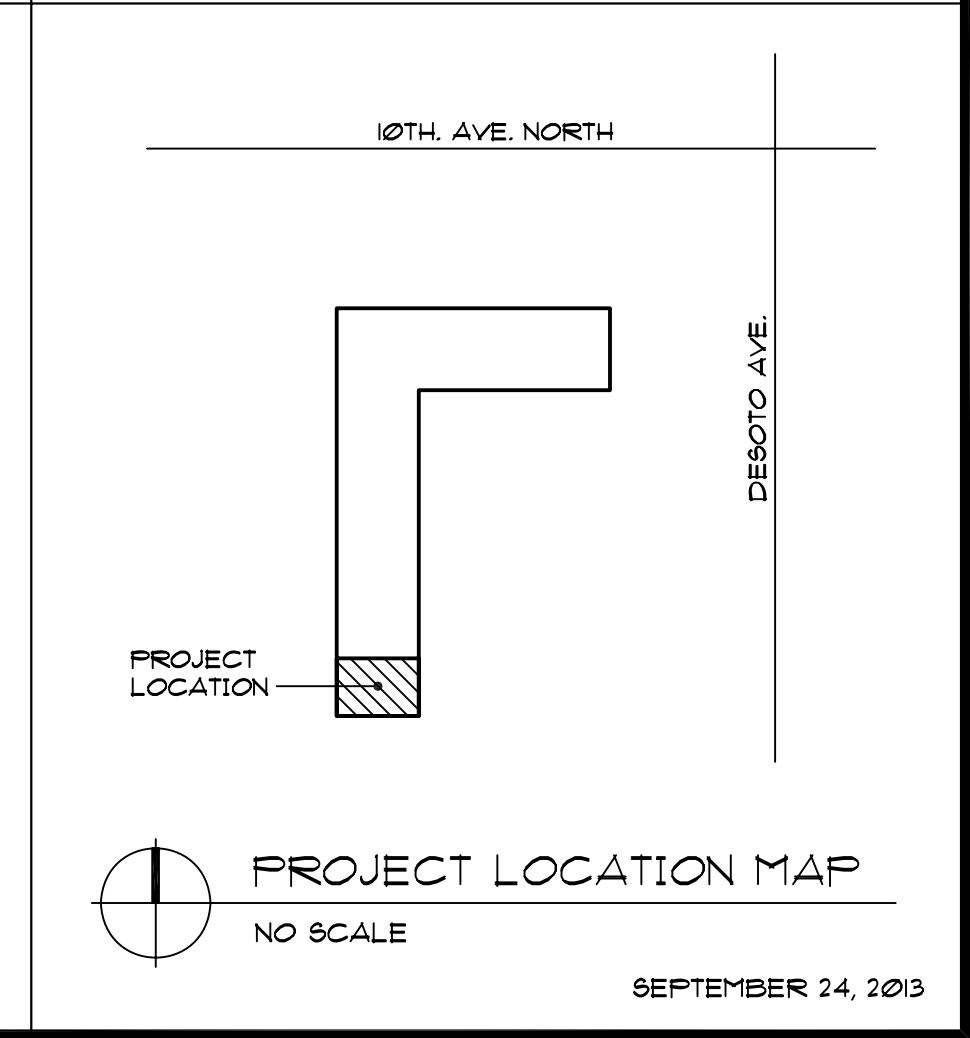 10TH. AVE. NORTH
DESOTO AVE.
PROJECT
LOCATION
PROJECT LOCATION MAP
NO SCALE
SEPTEMBER 24, 2013